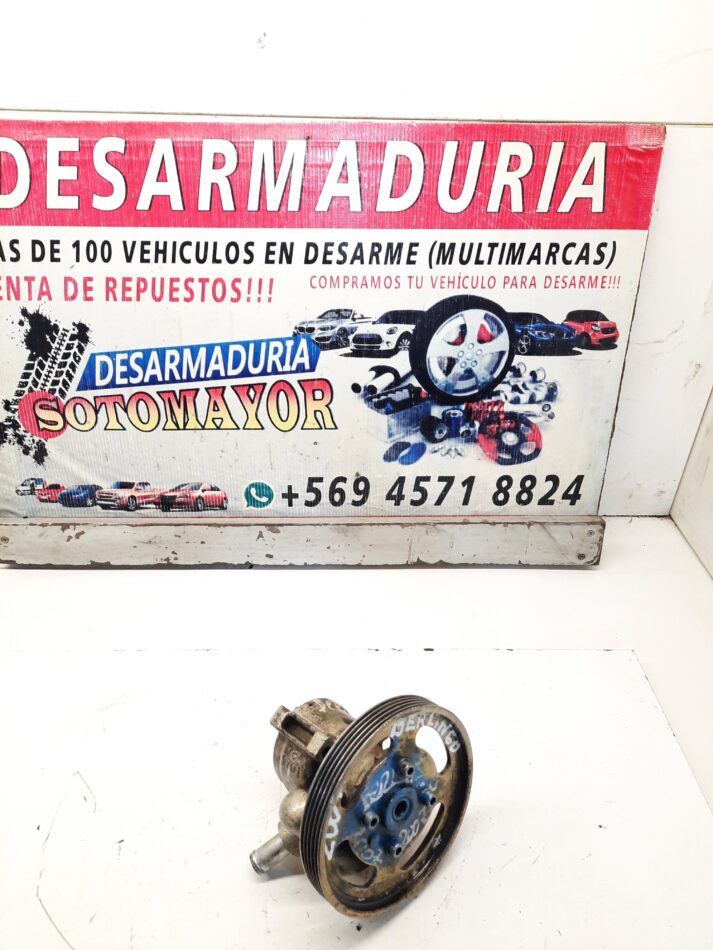 DESARMADURIA
AS DE 100 VEHICULOS EN DESARME (MULTIMARCAS)
ENTA DE REPUESTOS!!!
COMPRAMOS TU VEHÍCULO PARA DESARME!!!
DESARMADURIA
SOTOMAYOR
+569 4571 8824
BERLINGO